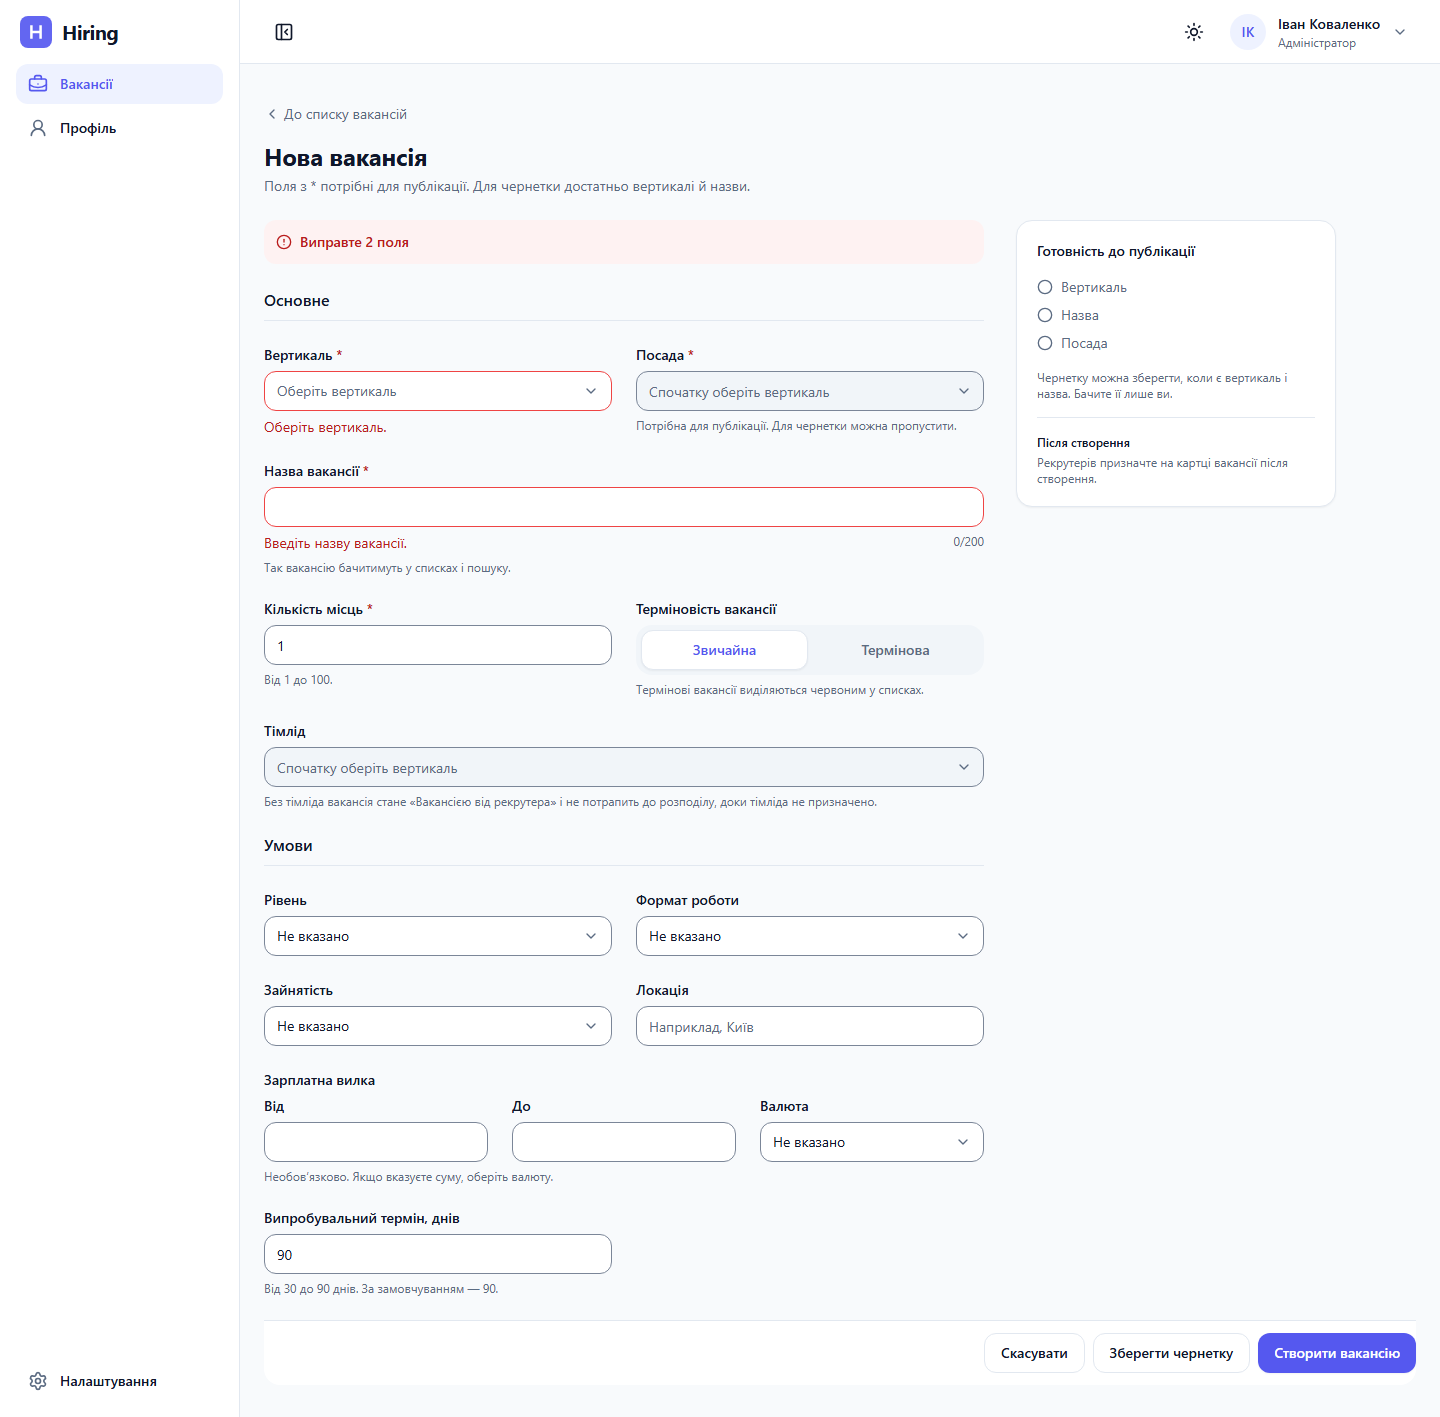 H Hiring
Вакансії
Профіль
Налаштування
ІК
Іван Коваленко
Адміністратор
До списку вакансій
Нова вакансія
Поля з * потрібні для публікації. Для чернетки достатньо вертикалі й назви.
Виправте 2 поля
Основне
Вертикаль *
Оберіть вертикаль
Оберіть вертикаль.
Посада *
Спочатку оберіть вертикаль
Потрібна для публікації. Для чернетки можна пропустити.
Назва вакансії *
Введіть назву вакансії.
0/200
Так вакансію бачитимуть у списках і пошуку.
Кількість місць *
1
Від 1 до 100.
Терміновість вакансії
Звичайна
Термінова
Термінові вакансії виділяються червоним у списках.
Тімлід
Спочатку оберіть вертикаль
Без тімліда вакансія стане «Вакансією від рекрутера» і не потрапить до розподілу, доки тімліда не призначено.
Умови
Рівень
Не вказано
Формат роботи
Не вказано
Зайнятість
Не вказано
Локація
Наприклад, Київ
Зарплатна вилка
Від
До
Валюта
Не вказано
Необов'язково. Якщо вказуєте суму, оберіть валюту.
Випробувальний термін, днів
90
Від 30 до 90 днів. За замовчуванням — 90.
Скасувати
Зберегти чернетку
Створити вакансію
Готовність до публікації
Вертикаль
Назва
Посада
Чернетку можна зберегти, коли є вертикаль і
назва. Бачите її лише ви.
Після створення
Рекрутерів призначте на картці вакансії після
створення.